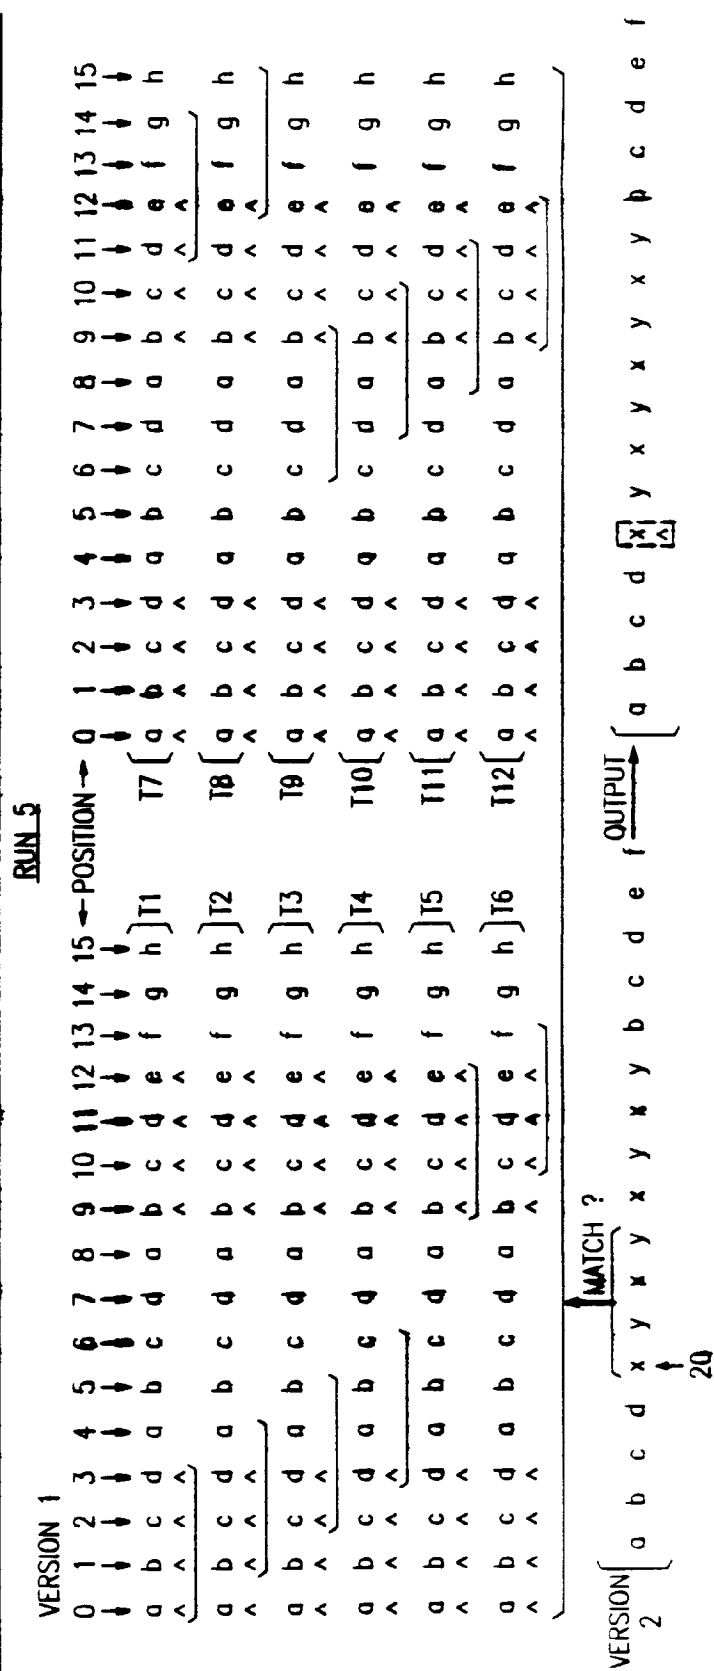 RUN 5
VERSION 1
0 1 2 3 4 5 6 7 8 9 10 11 12 13 14 15 ←POSITION→ 0 1 2 3 4 5 6 7 8 9 10 11 12 13 14 15
a b c d a b c d a b c d e f g h T1 T7 a b c d a b c d a b c d e f g h
^ ^ ^ ^ ^ ^ ^ ^ ^ ^ ^ ^ ^ ^ ^ ^
a b c d a b c d a b c d e f g h T2 T8 a b c d a b c d a b c d e f g h
^ ^ ^ ^ ^ ^ ^ ^ ^ ^ ^ ^ ^ ^ ^ ^
a b c d a b c d a b c d e f g h T3 T9 a b c d a b c d a b c d e f g h
^ ^ ^ ^ ^ ^ ^ ^ ^ ^ ^ ^ ^ ^ ^ ^
a b c d a b c d a b c d e f g h T4 T10 a b c d a b c d a b c d e f g h
^ ^ ^ ^ ^ ^ ^ ^ ^ ^ ^ ^ ^ ^ ^ ^
a b c d a b c d a b c d e f g h T5 T11 a b c d a b c d a b c d e f g h
^ ^ ^ ^ ^ ^ ^ ^ ^ ^ ^ ^ ^ ^ ^ ^
a b c d a b c d a b c d e f g h T6 T12 a b c d a b c d a b c d e f g h
^ ^ ^ ^ ^ ^ ^ ^ ^ ^ ^ ^ ^ ^ ^ ^
MATCH ?
VERSION 2 a b c d x y x y x y x y b c d e f OUTPUT a b c d x y x y x y x y b c d e f
^
20